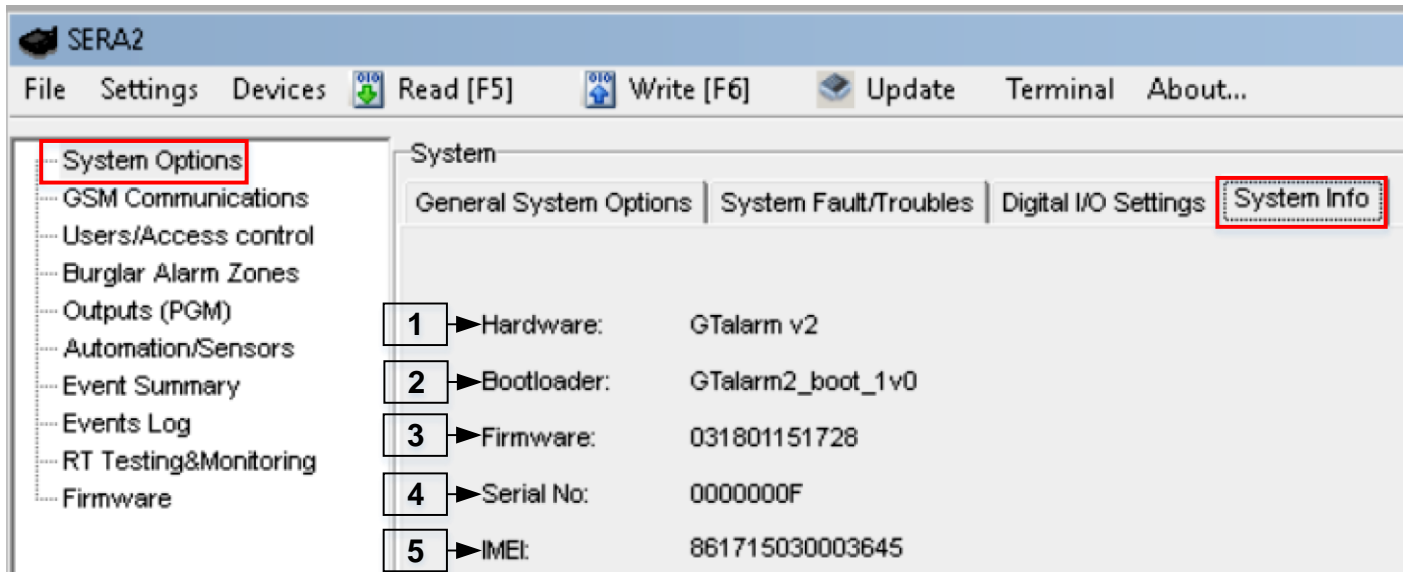 SERA2
File Settings Devices Read [F5] Write [F6] Update Terminal About...
System Options
GSM Communications
Users/Access control
Burglar Alarm Zones
Outputs (PGM)
Automation/Sensors
Event Summary
Events Log
RT Testing&Monitoring
Firmware
System
General System Options System Fault/Troubles Digital I/O Settings System Info
1 Hardware: GTalarm v2
2 Bootloader: GTalarm2_boot_1v0
3 Firmware: 031801151728
4 Serial No: 0000000F
5 IMEI: 861715030003645